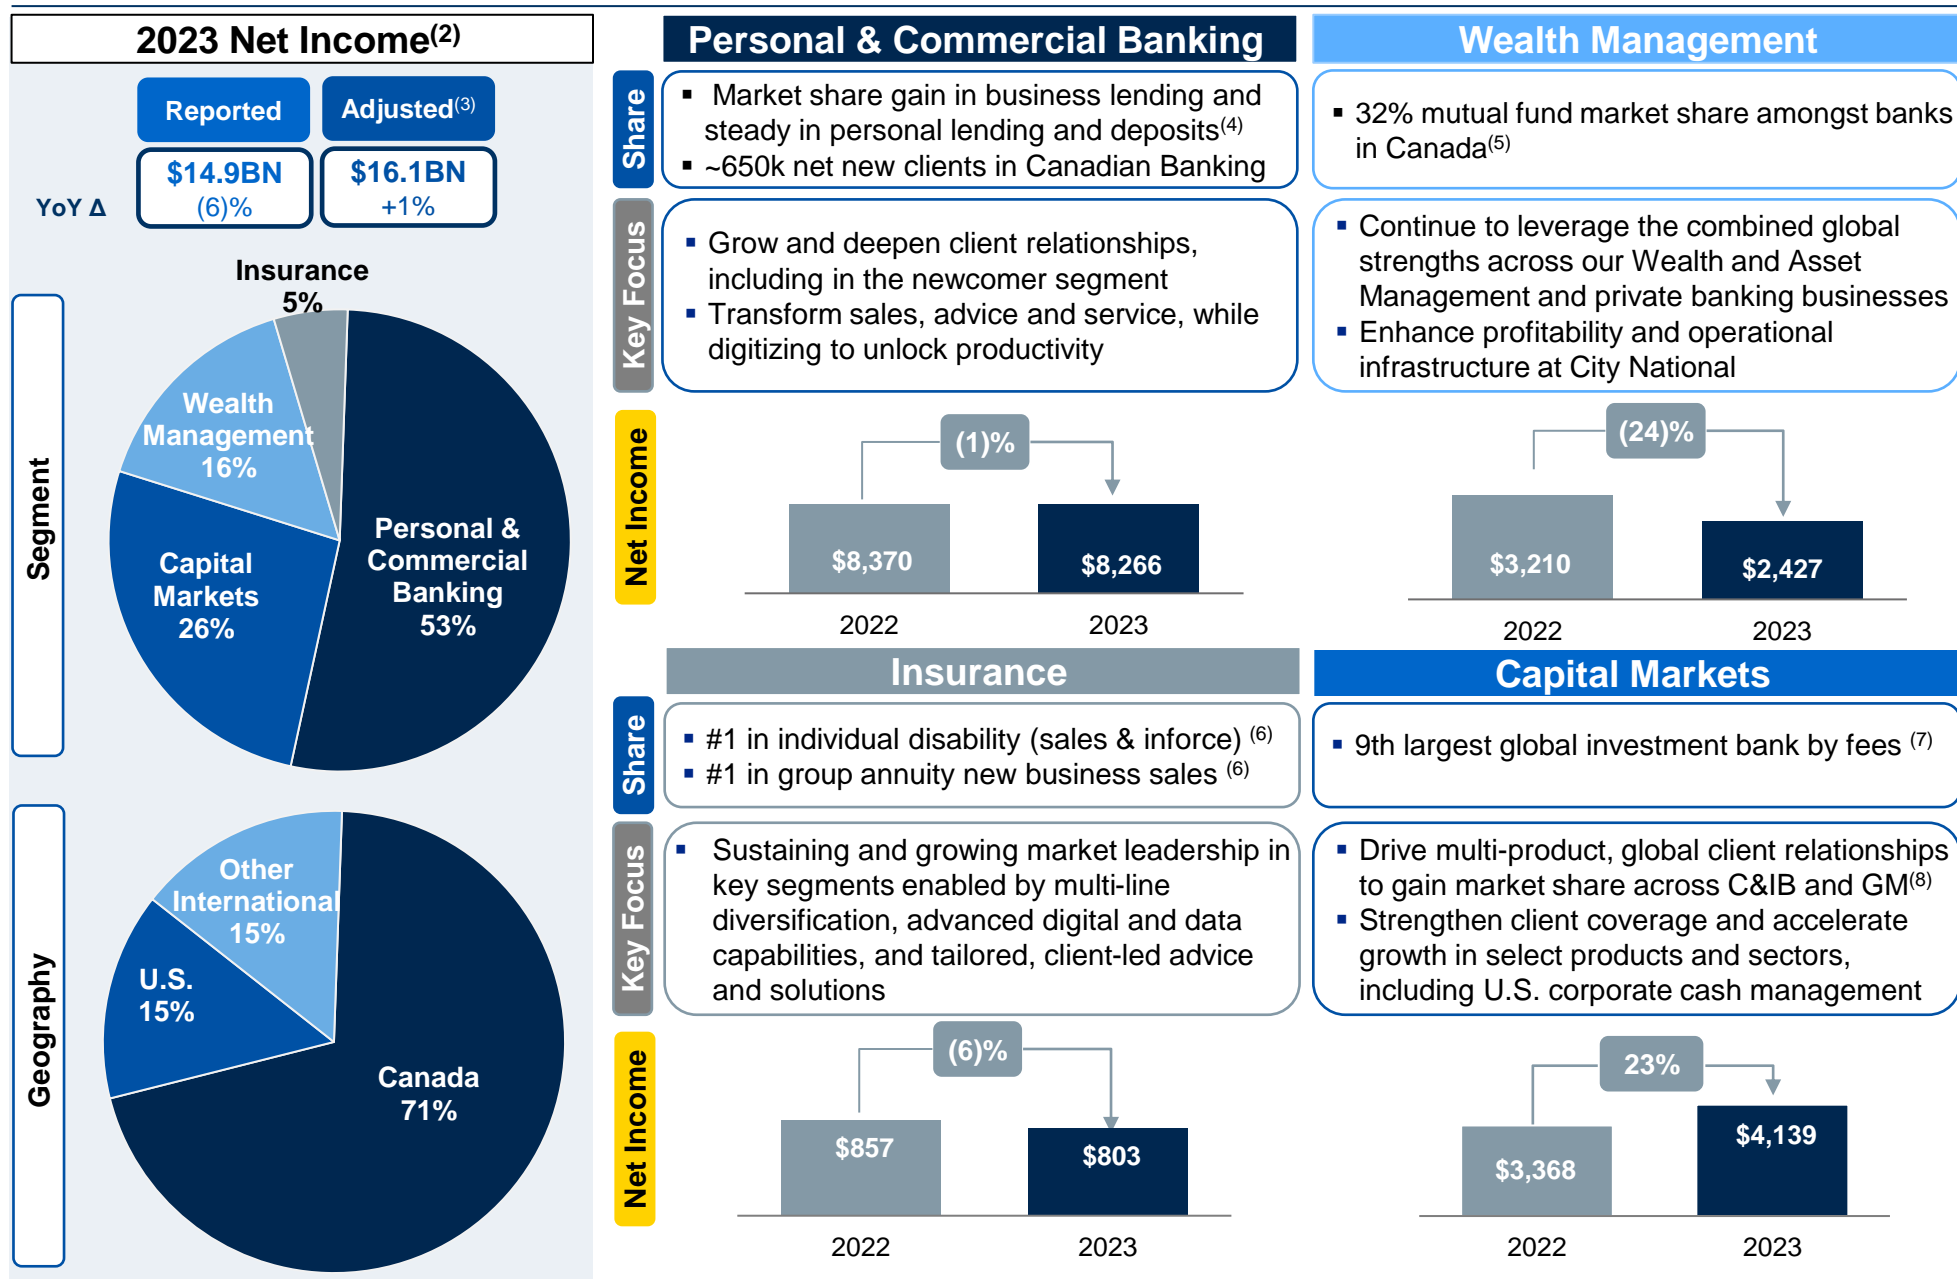 2023 Net Income(2)
Reported
Adjusted(3)
$14.9BN
(6)%
$16.1BN
+1%
YoY Δ
Segment
Insurance
5%
Wealth
Management
16%
Capital
Markets
26%
Personal &
Commercial
Banking
53%
Geography
Other
International
15%
U.S.
15%
Canada
71%
Personal & Commercial Banking
Share
▪ Market share gain in business lending and
steady in personal lending and deposits(4)
▪ ~650k net new clients in Canadian Banking
Key Focus
▪ Grow and deepen client relationships,
including in the newcomer segment
▪ Transform sales, advice and service, while
digitizing to unlock productivity
Net Income
(1)%
$8,370
$8,266
2022
2023
Wealth Management
▪ 32% mutual fund market share amongst banks
in Canada(5)
▪ Continue to leverage the combined global
strengths across our Wealth and Asset
Management and private banking businesses
▪ Enhance profitability and operational
infrastructure at City National
(24)%
$3,210
$2,427
2022
2023
Insurance
Share
▪ #1 in individual disability (sales & inforce) (6)
▪ #1 in group annuity new business sales (6)
Key Focus
▪ Sustaining and growing market leadership in
key segments enabled by multi-line
diversification, advanced digital and data
capabilities, and tailored, client-led advice
and solutions
Net Income
(6)%
$857
$803
2022
2023
Capital Markets
▪ 9th largest global investment bank by fees (7)
▪ Drive multi-product, global client relationships
to gain market share across C&IB and GM(8)
▪ Strengthen client coverage and accelerate
growth in select products and sectors,
including U.S. corporate cash management
23%
$3,368
$4,139
2022
2023